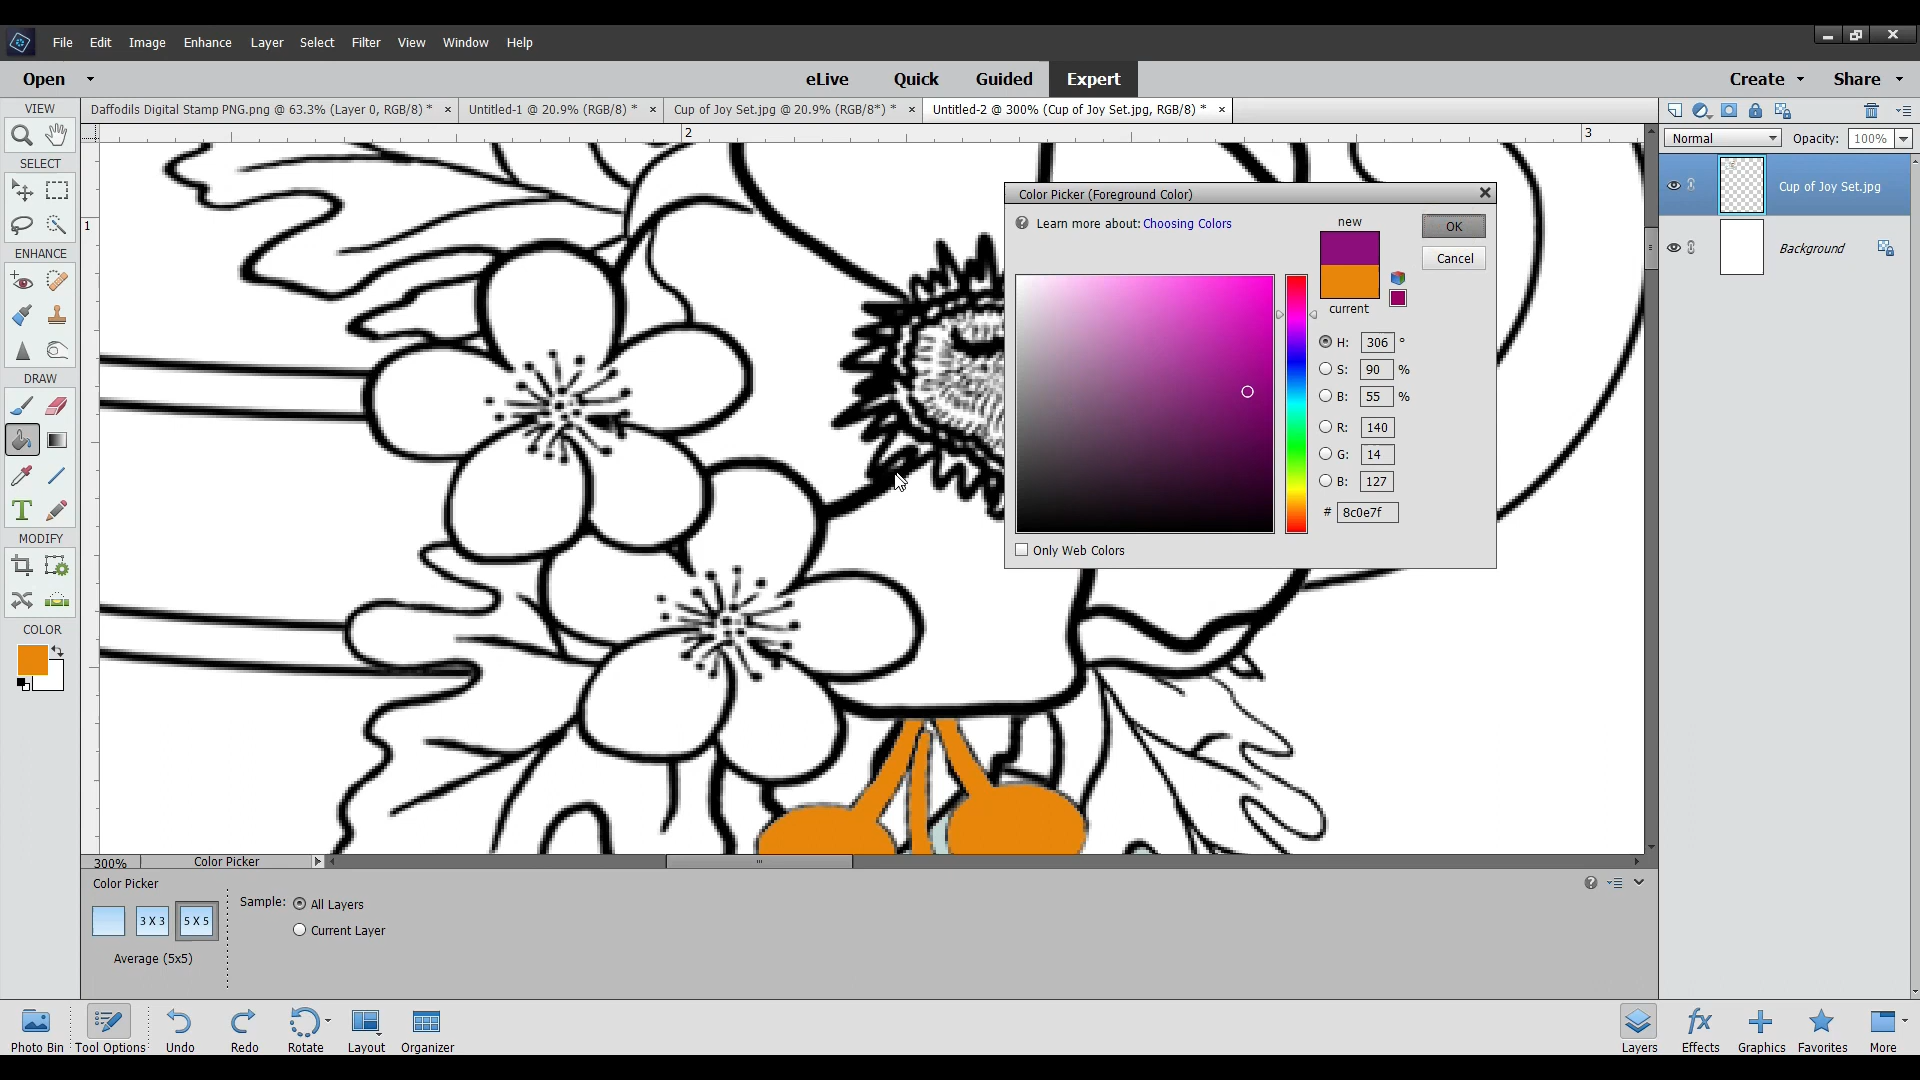 File Edit Image Enhance Layer Select Filter View Window Help
Open eLive Quick Guided Expert Create Share
VIEW
Daffodils Digital Stamp PNG.png @ 63.3% (Layer 0, RGB/8) * × Untitled-1 @ 20.9% (RGB/8) * × Cup of Joy Set.jpg @ 20.9% (RGB/8*) * × Untitled-2 @ 300% (Cup of Joy Set.jpg, RGB/8) * ×
2 3
Normal Opacity: 100%
SELECT
1
Cup of Joy Set.jpg
Background
ENHANCE
DRAW
T
MODIFY
COLOR
Color Picker (Foreground Color)
? Learn more about: Choosing Colors
new
OK
Cancel
current
H: 306 °
S: 90 %
B: 55 %
R: 140
G: 14
B: 127
# 8c0e7f
Only Web Colors
300% Color Picker
Color Picker
Sample: All Layers
3 X 3 5 X 5
Current Layer
Average (5x5)
Photo Bin Tool Options Undo Redo Rotate Layout Organizer
fx
Layers Effects Graphics Favorites More